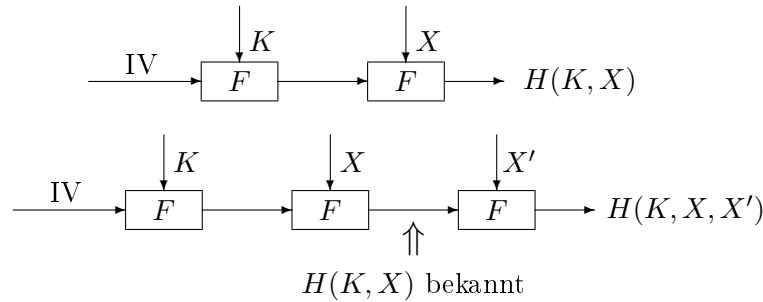 K X
IV F F H(K, X)
K X X′
IV F F F H(K, X, X′)
⇑
H(K, X) bekannt